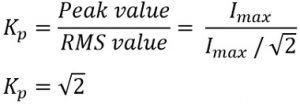 K_p = Peak value / RMS value = I_max / (I_max / √2)
K_p = √2